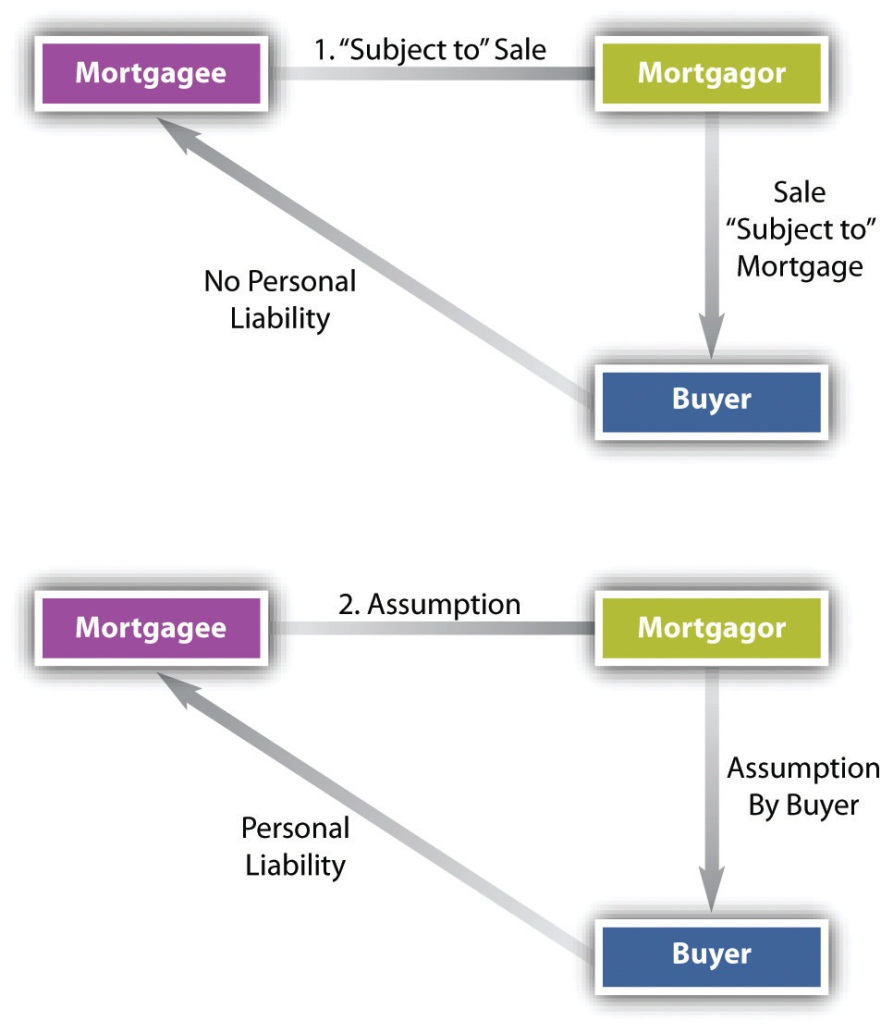 Mortgagee
1. “Subject to” Sale
Mortgagor
Sale
“Subject to”
Mortgage
No Personal
Liability
Buyer
Mortgagee
2. Assumption
Mortgagor
Assumption
By Buyer
Personal
Liability
Buyer